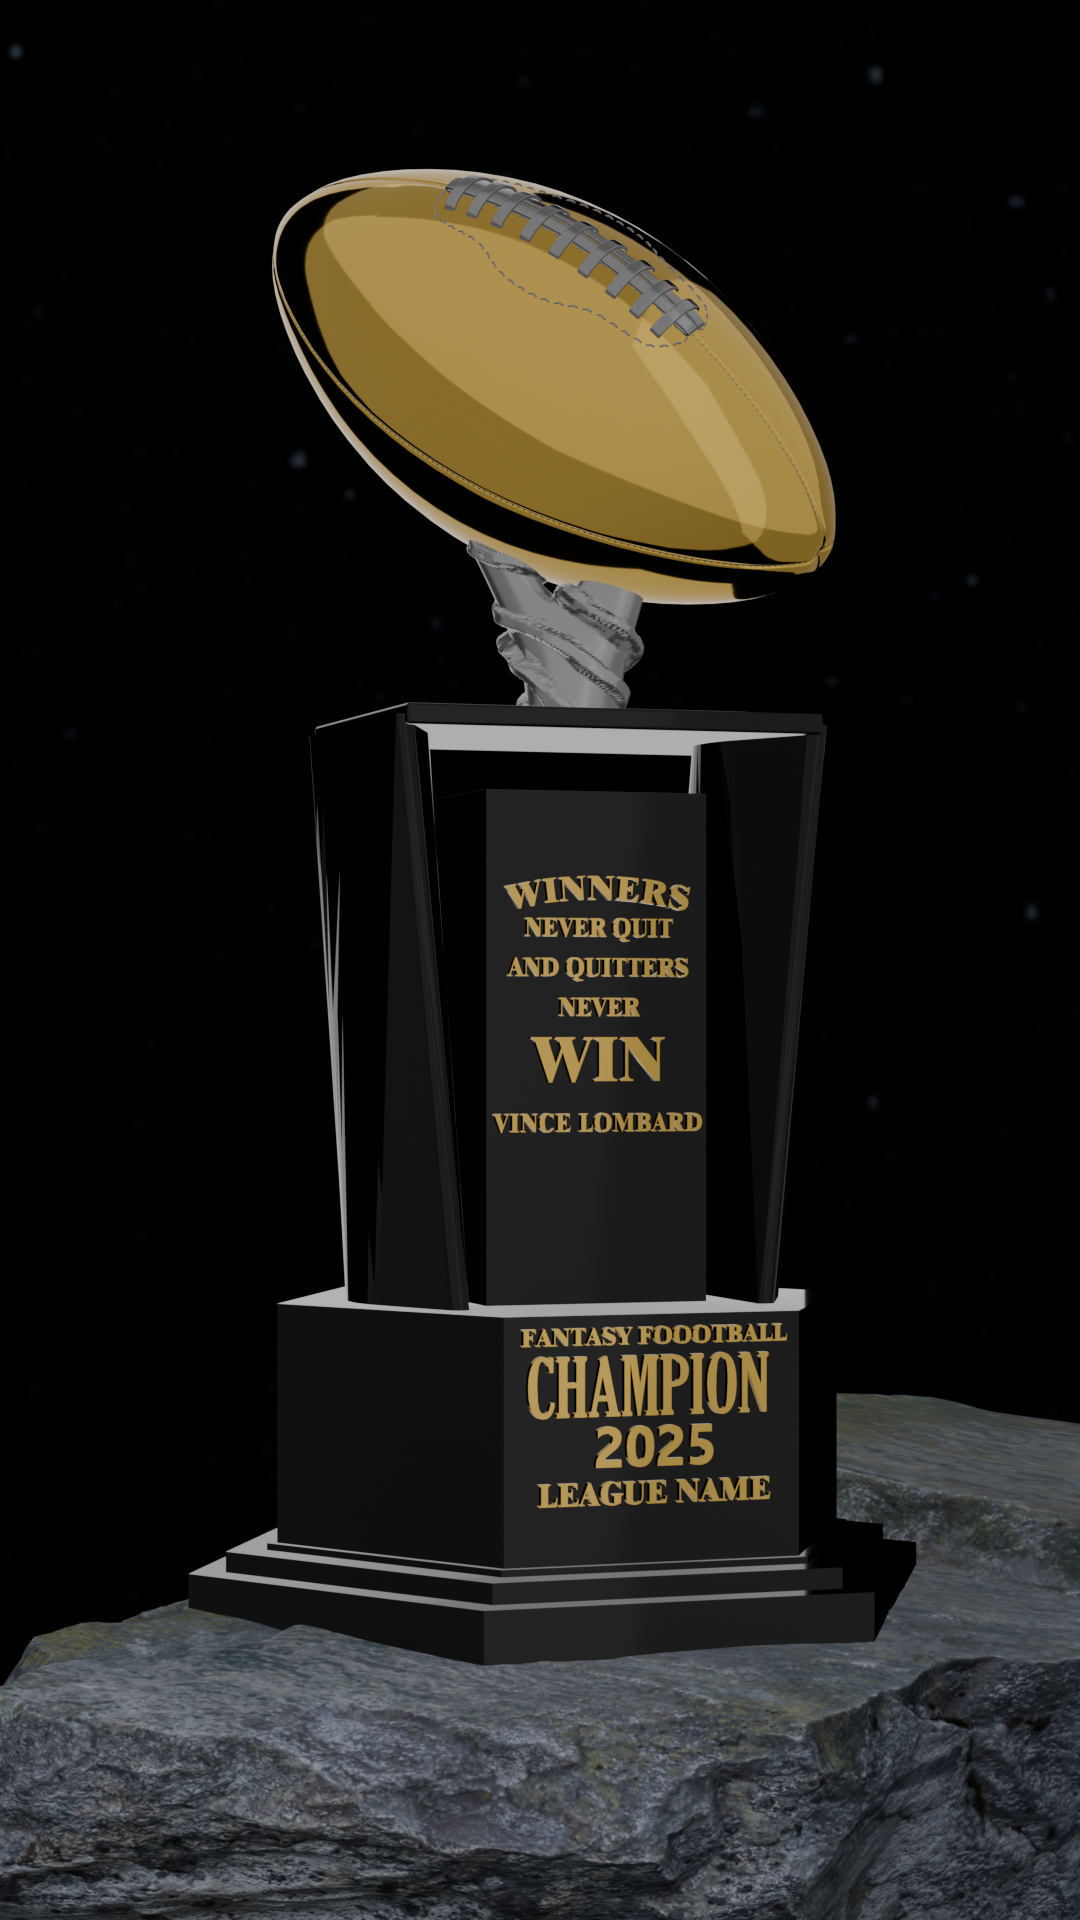 WINNERS
NEVER QUIT
AND QUITTERS
NEVER
WIN
VINCE LOMBARD
FANTASY FOOOTBALL
CHAMPION
2025
LEAGUE NAME